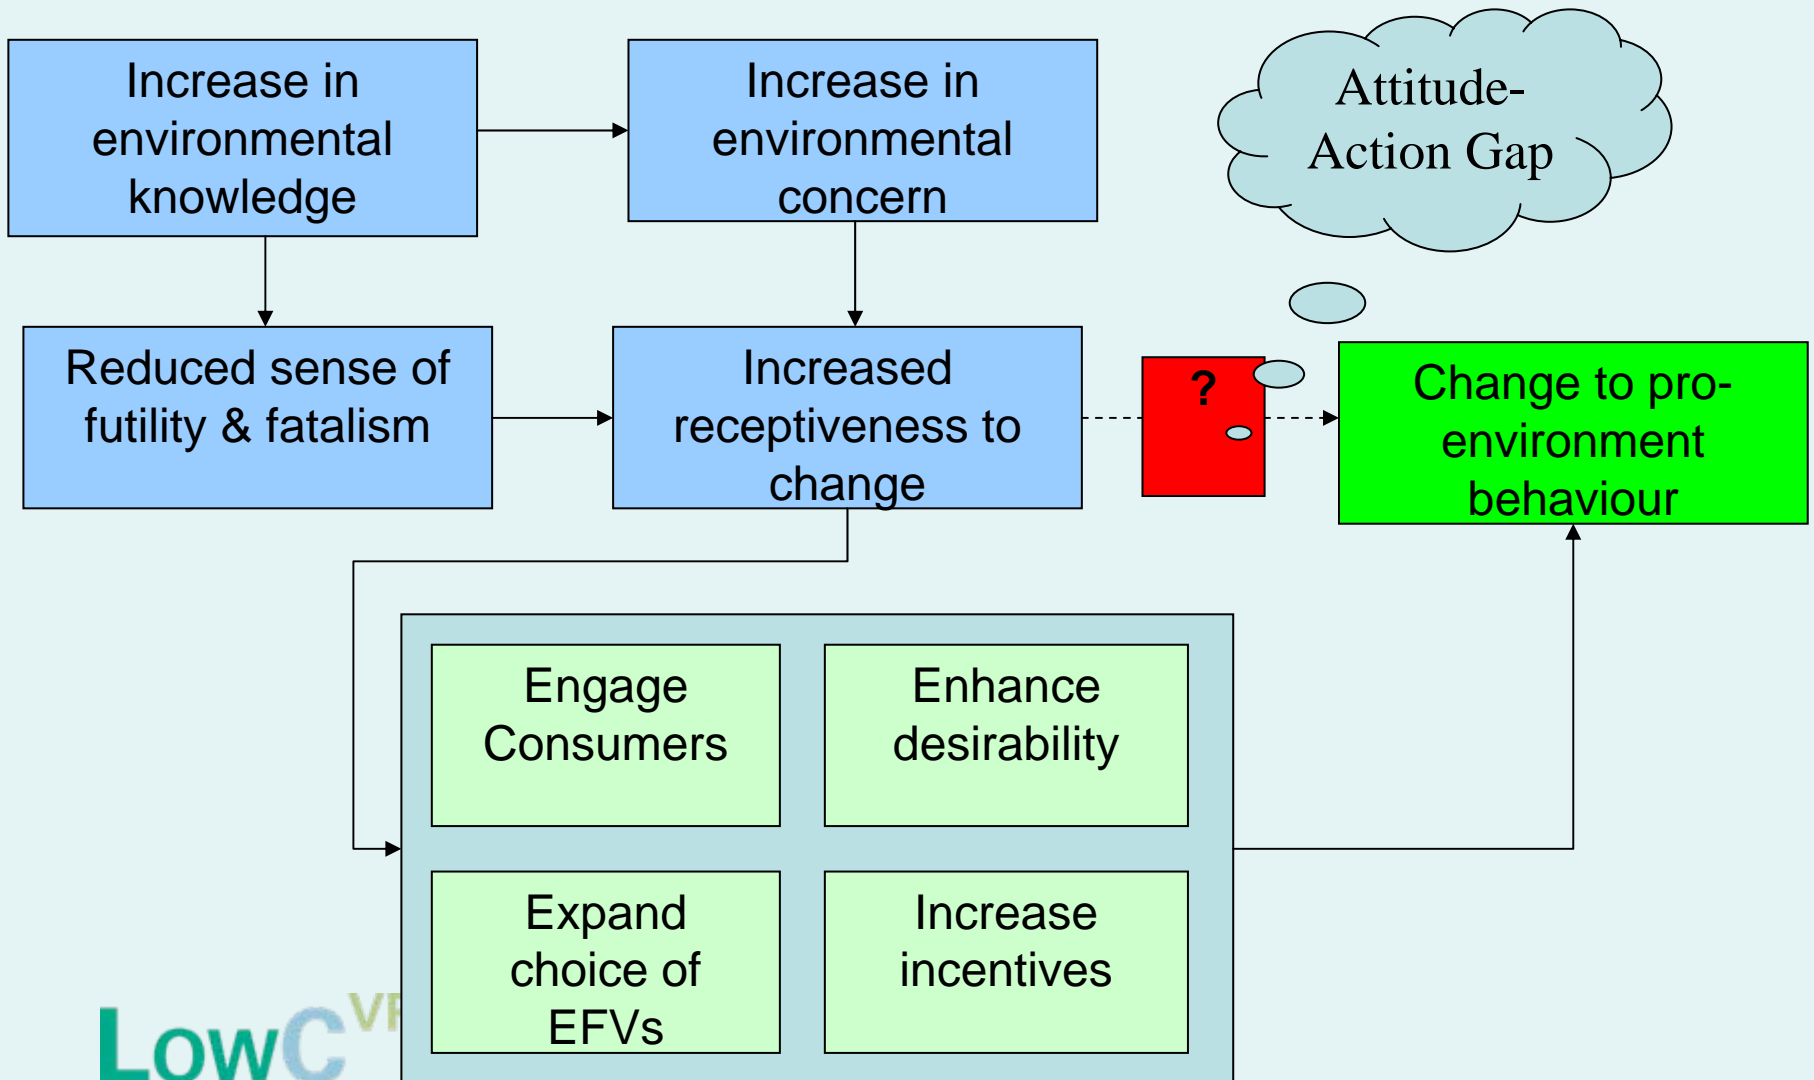 Increase in
environmental
knowledge
Increase in
environmental
concern
Attitude-
Action Gap
Reduced sense of
futility & fatalism
Increased
receptiveness to
change
?
Change to pro-
environment
behaviour
Engage
Consumers
Enhance
desirability
Expand
choice of
EFVs
Increase
incentives
LowC